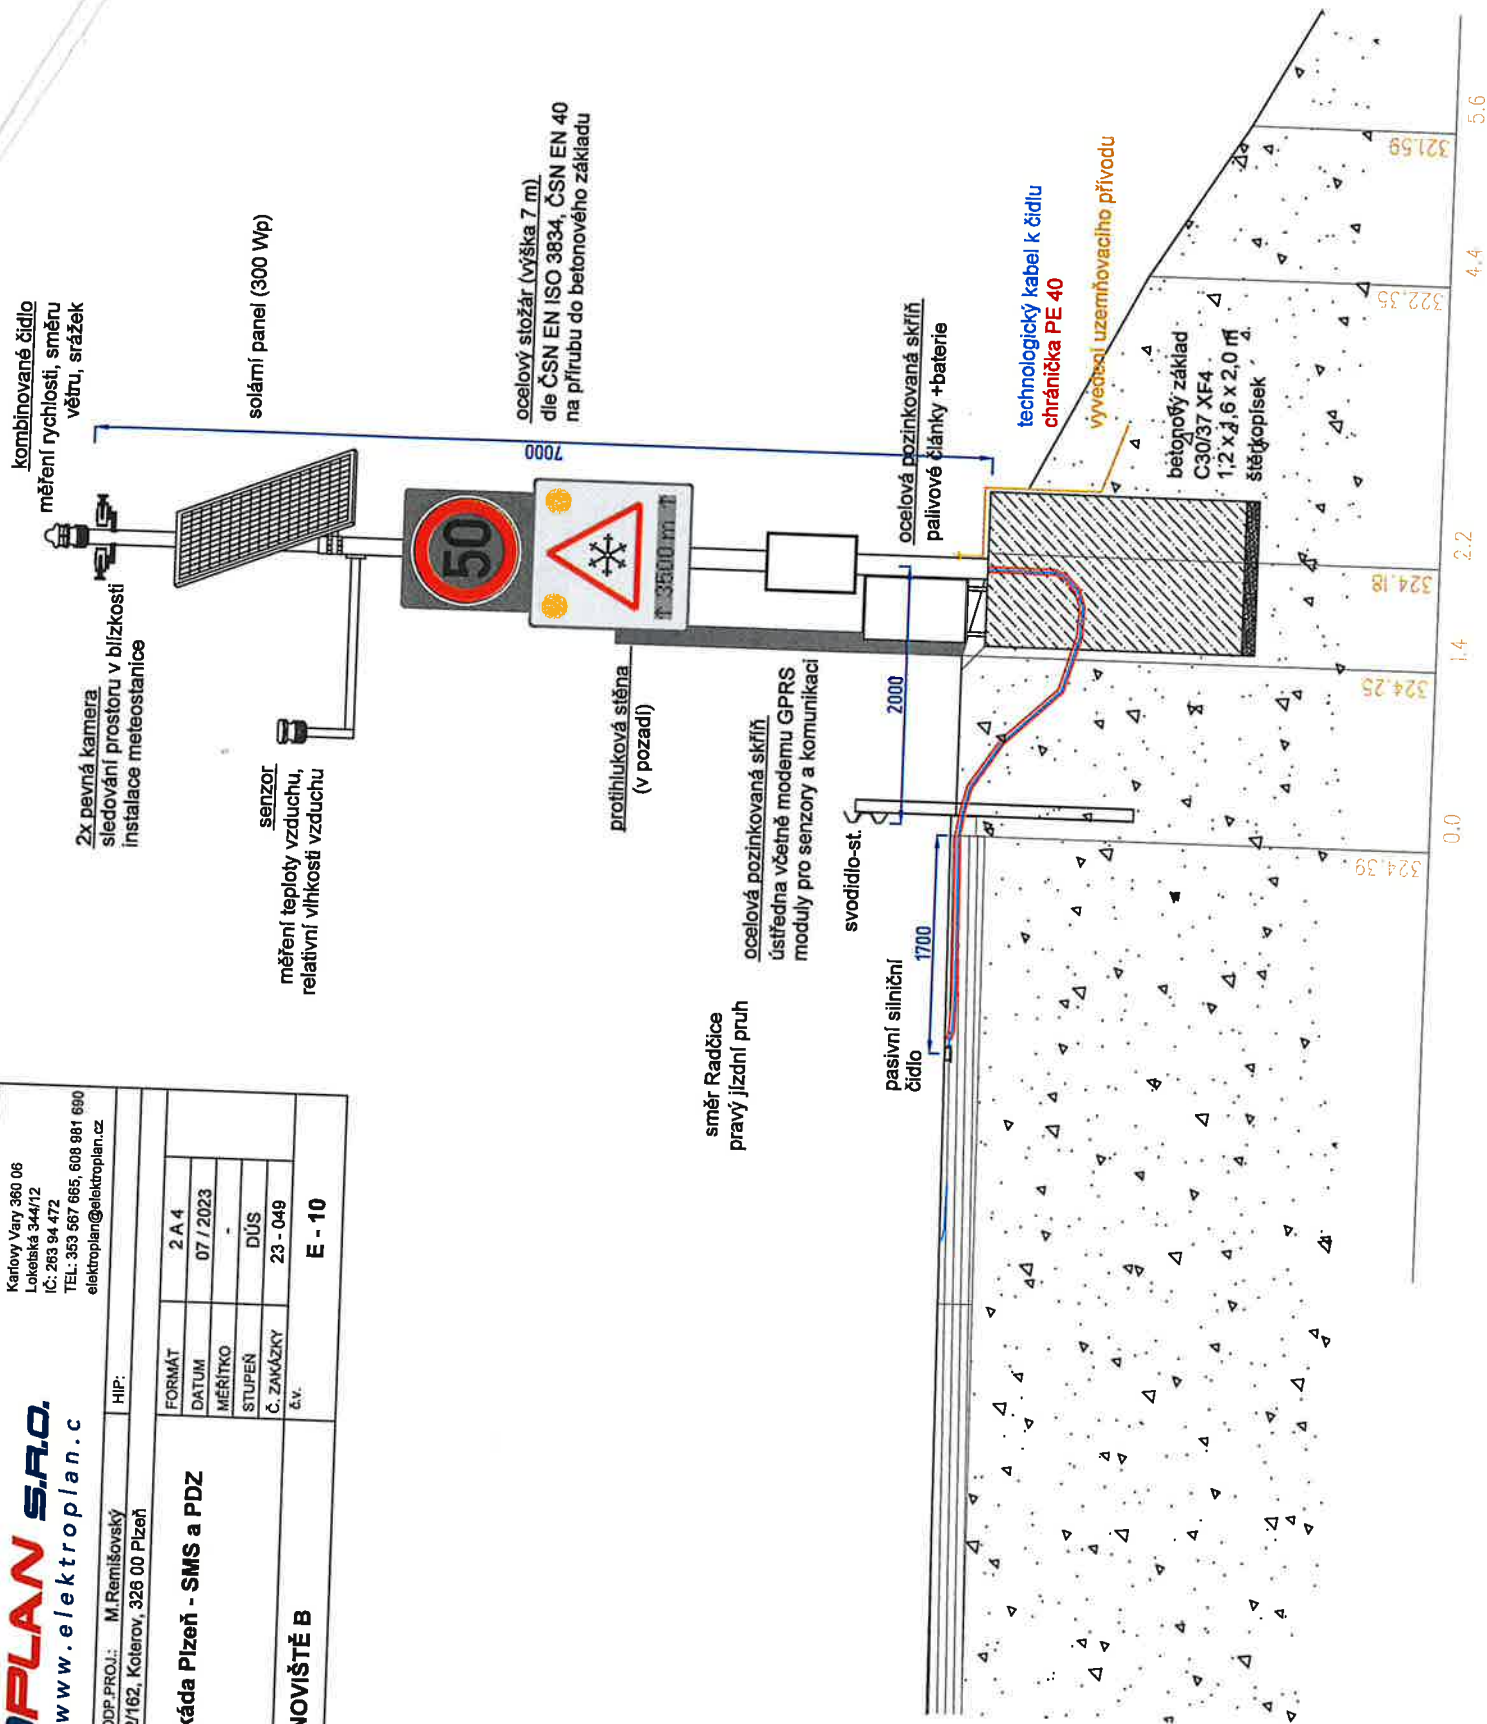 kombinované čidlo
měření rychlosti, směru
větru, srážek
2x pevná kamera
sledování prostoru v blízkosti
instalace meteostanice
solární panel (300 Wp)
senzor
měření teploty vzduchu,
relativní vlhkosti vzduchu
ocelový stožár (výška 7 m)
dle ČSN EN ISO 3834, ČSN EN 40
na přírubu do betonového základu
7000
50
3500 m
protihluková stěna
(v pozadí)
ocelová pozinkovaná skříň
palivové články +baterie
ocelová pozinkovaná skříň
ústředna včetně modemu GPRS
moduly pro senzory a komunikaci
technologický kabel k čidlu
chránička PE 40
vyvedení uzemňovacího přívodu
betonový základ
C30/37 XF4
1,2 x 1,6 x 2,0 m
štěrkopísek
2000
svodidlo-st.
1700
pasivní silniční
čidlo
směr Radčice
pravý jízdní pruh
324.39
324.25
324.18
322.35
321.59
0.0
1.4
2.2
4.4
5.6
PLAN S.R.O.
www.elektroplan.c
Karlovy Vary 360 06
Loketská 344/12
IČ: 263 94 472
TEL: 353 567 665, 608 981 690
elektroplan@elektroplan.cz
ODP.PROJ.: M.Remišovský
HIP:
/162, Koterov, 326 00 Plzeň
káda Plzeň - SMS a PDZ
NOVIŠTĚ B
FORMÁT 2 A 4
DATUM 07 / 2023
MĚŘÍTKO -
STUPEŇ DÚS
Č. ZAKÁZKY 23 - 049
č.v. E - 10